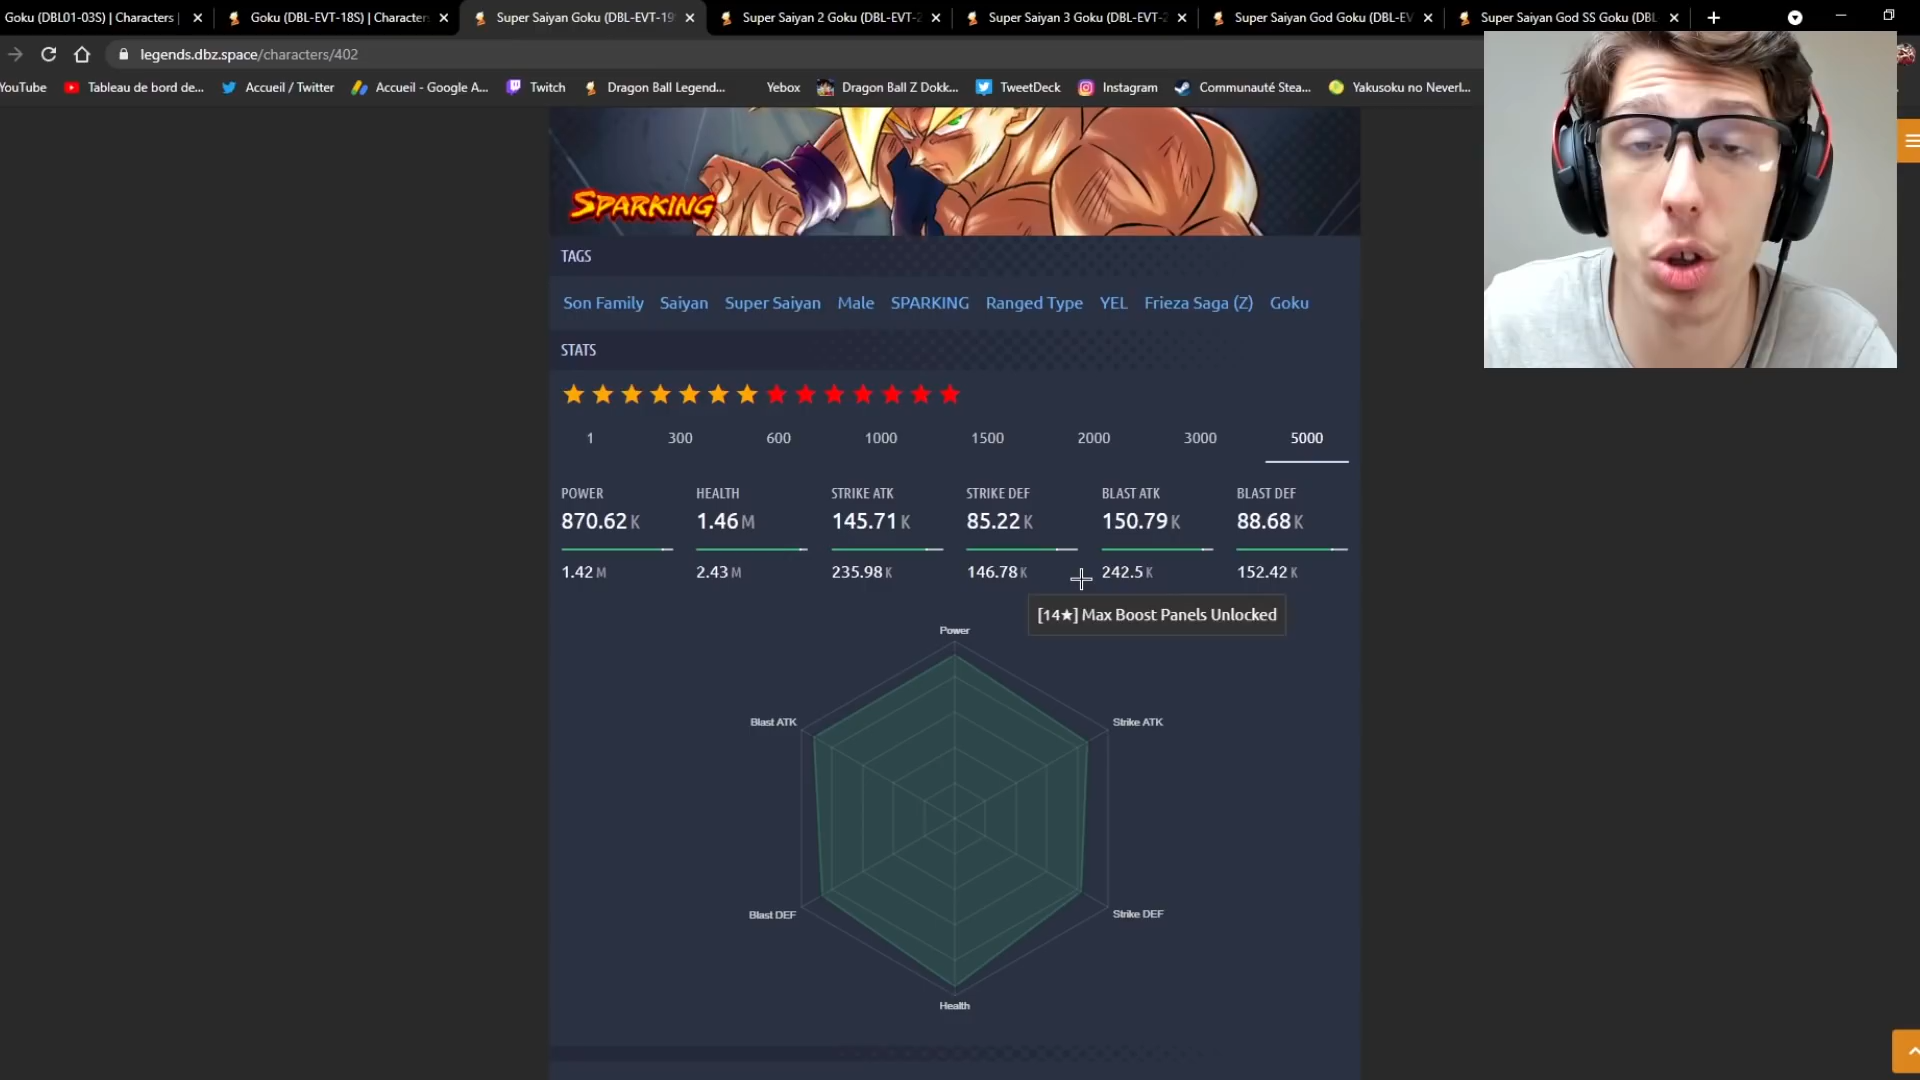 Goku (DBL01-03S) | Characters
Goku (DBL-EVT-18S) | Character
Super Saiyan Goku (DBL-EVT-19
Super Saiyan 2 Goku (DBL-EVT-2
Super Saiyan 3 Goku (DBL-EVT-2
Super Saiyan God Goku (DBL-EV
Super Saiyan God SS Goku (DBL
legends.dbz.space/characters/402
YouTube
Tableau de bord de...
Accueil / Twitter
Accueil - Google A...
Twitch
Dragon Ball Legend...
Yebox
Dragon Ball Z Dokk...
TweetDeck
Instagram
Communauté Stea...
Yakusoku no Neverl...
SPARKING
TAGS
Son Family Saiyan Super Saiyan Male SPARKING Ranged Type YEL Frieza Saga (Z) Goku
STATS
1 300 600 1000 1500 2000 3000 5000
POWER HEALTH STRIKE ATK STRIKE DEF BLAST ATK BLAST DEF
870.62 K 1.46 M 145.71 K 85.22 K 150.79 K 88.68 K
1.42 M 2.43 M 235.98 K 146.78 K 242.5 K 152.42 K
[14★] Max Boost Panels Unlocked
Power
Blast ATK
Strike ATK
Blast DEF
Strike DEF
Health